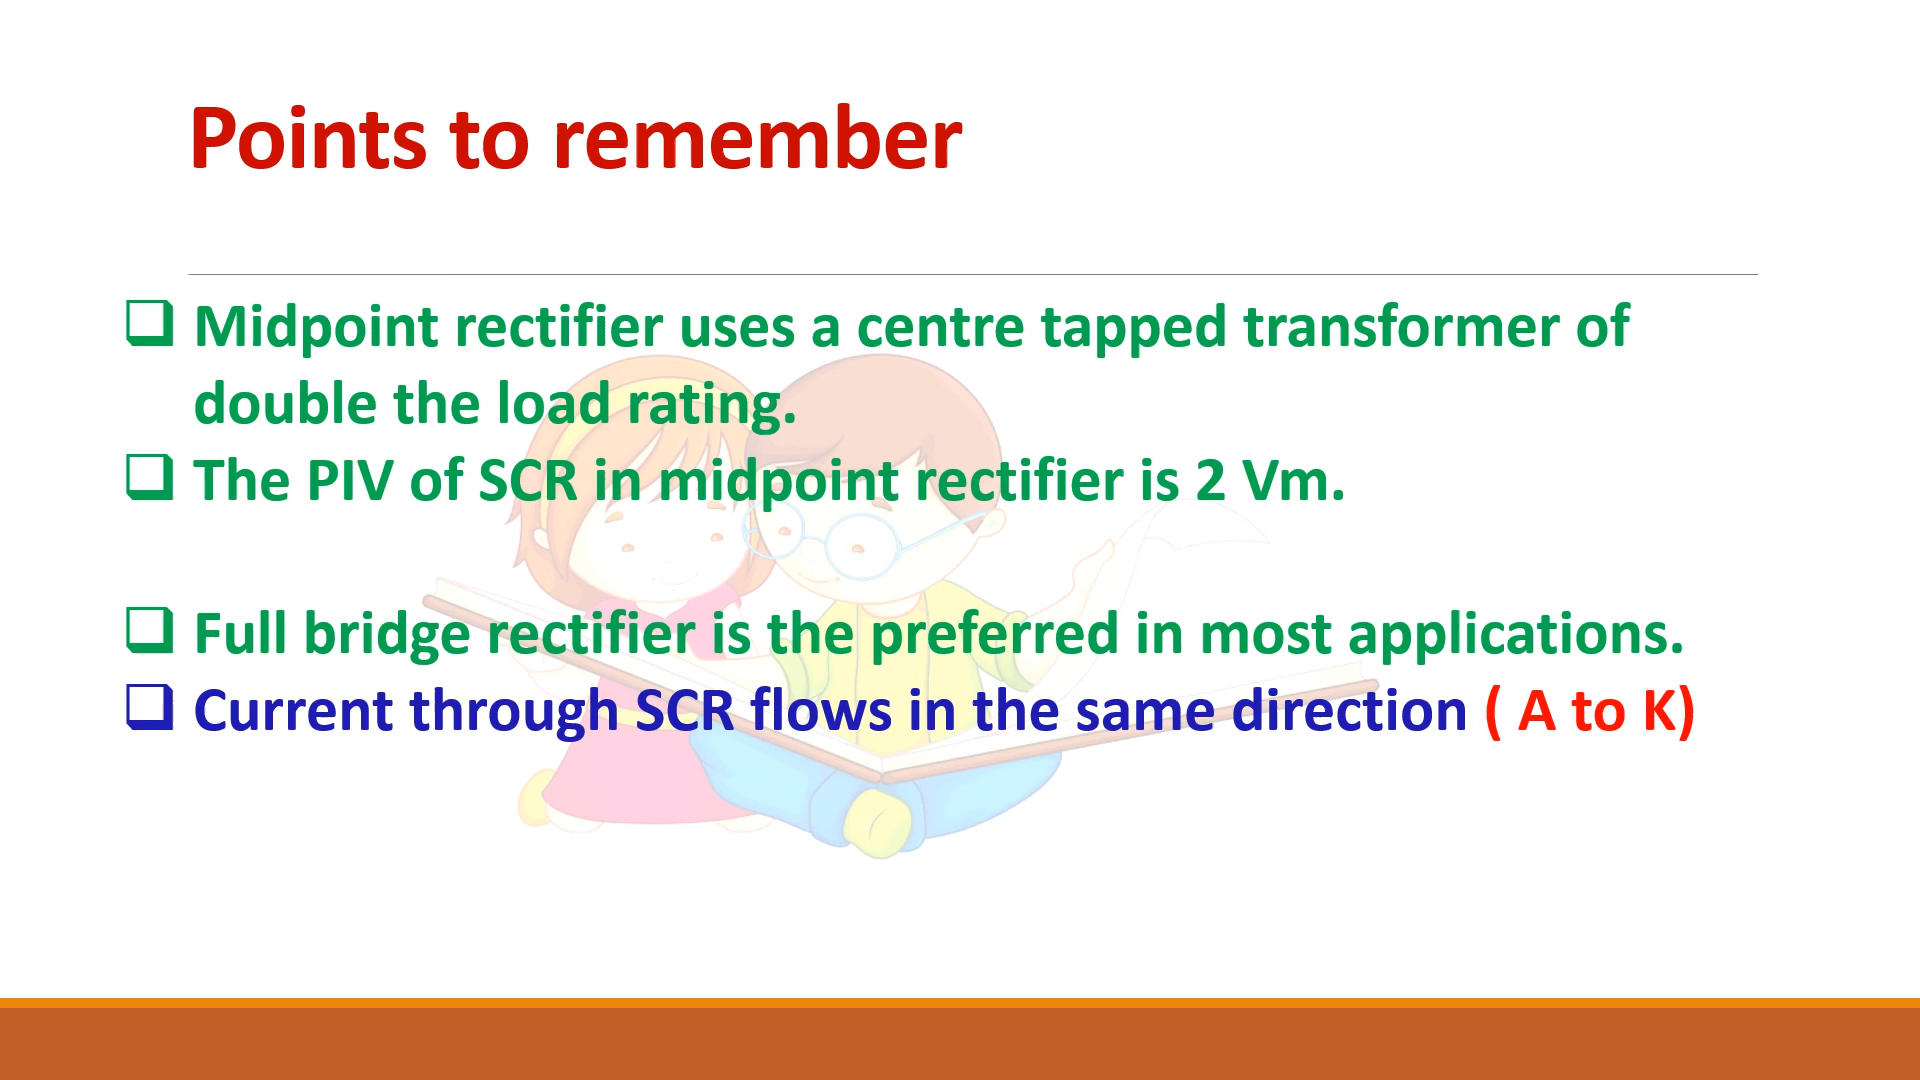 Points to remember
❑ Midpoint rectifier uses a centre tapped transformer of
double the load rating.
❑ The PIV of SCR in midpoint rectifier is 2 Vm.
❑ Full bridge rectifier is the preferred in most applications.
❑ Current through SCR flows in the same direction ( A to K)